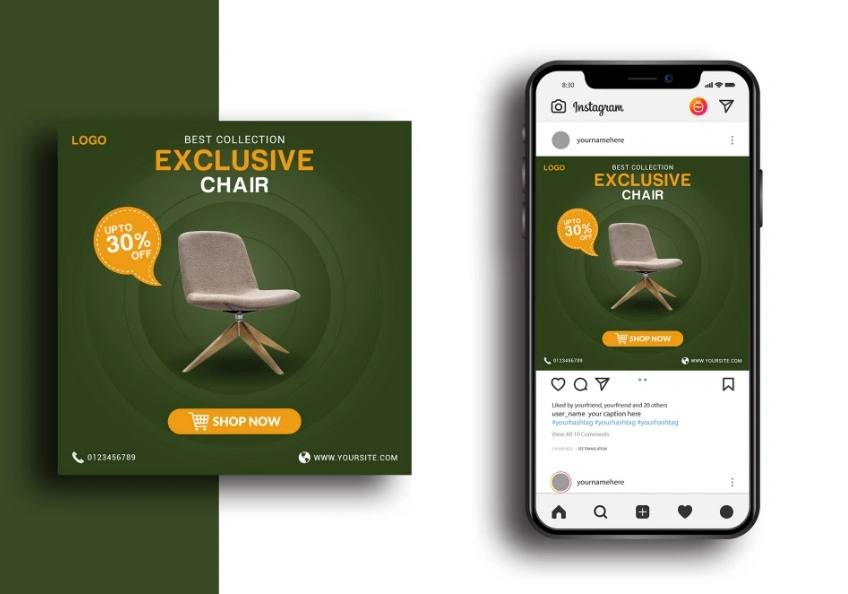 LOGO
BEST COLLECTION
EXCLUSIVE
CHAIR
UPTO
30%
OFF
SHOP NOW
0123456789
WWW.YOURSITE.COM
8:30
Instagram
yournamehere
LOGO
BEST COLLECTION
EXCLUSIVE
CHAIR
UPTO
30%
OFF
SHOP NOW
0123456789
WWW.YOURSITE.COM
Liked by yourfriend, yourfriend and 20 others
user_name your caption here
#yourhashtag #yourhashtag #yourhashtag
View All 10 Comments
SEE TRANSLATION
yournamehere